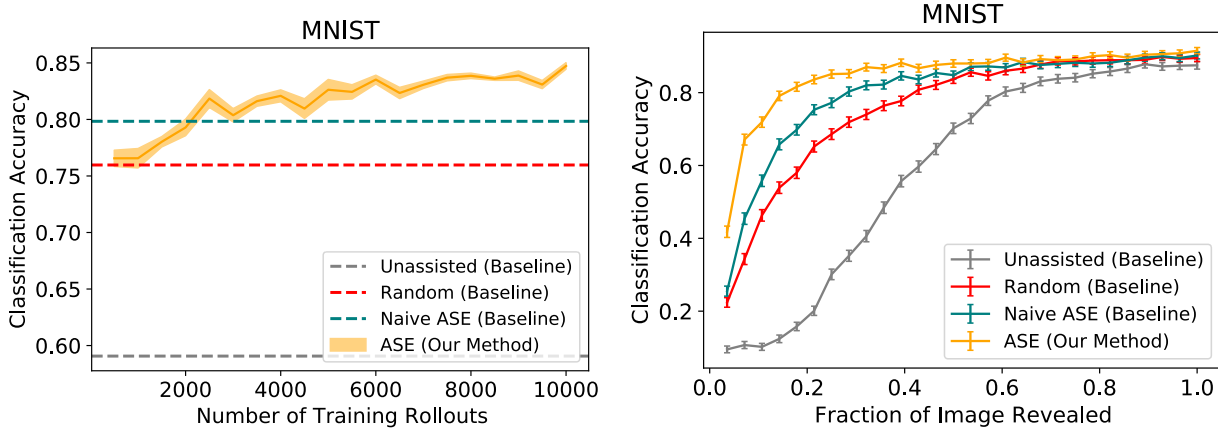 MNIST
Classification Accuracy
0.85
0.80
0.75
0.70
0.65
0.60
Unassisted (Baseline)
Random (Baseline)
Naive ASE (Baseline)
ASE (Our Method)
2000 4000 6000 8000 10000
Number of Training Rollouts
MNIST
Classification Accuracy
0.8
0.6
0.4
0.2
Unassisted (Baseline)
Random (Baseline)
Naive ASE (Baseline)
ASE (Our Method)
0.0 0.2 0.4 0.6 0.8 1.0
Fraction of Image Revealed